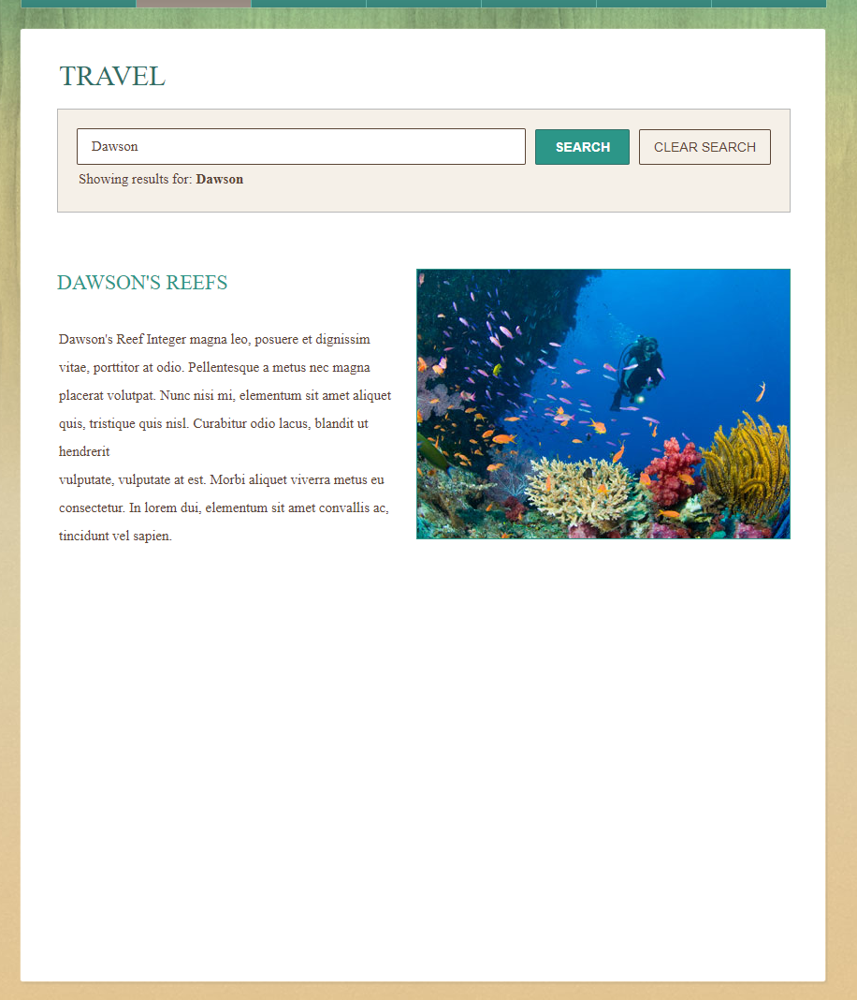 TRAVEL
Dawson
SEARCH
CLEAR SEARCH
Showing results for: Dawson
DAWSON'S REEFS
Dawson's Reef Integer magna leo, posuere et dignissim
vitae, porttitor at odio. Pellentesque a metus nec magna
placerat volutpat. Nunc nisi mi, elementum sit amet aliquet
quis, tristique quis nisl. Curabitur odio lacus, blandit ut
hendrerit
vulputate, vulputate at est. Morbi aliquet viverra metus eu
consectetur. In lorem dui, elementum sit amet convallis ac,
tincidunt vel sapien.